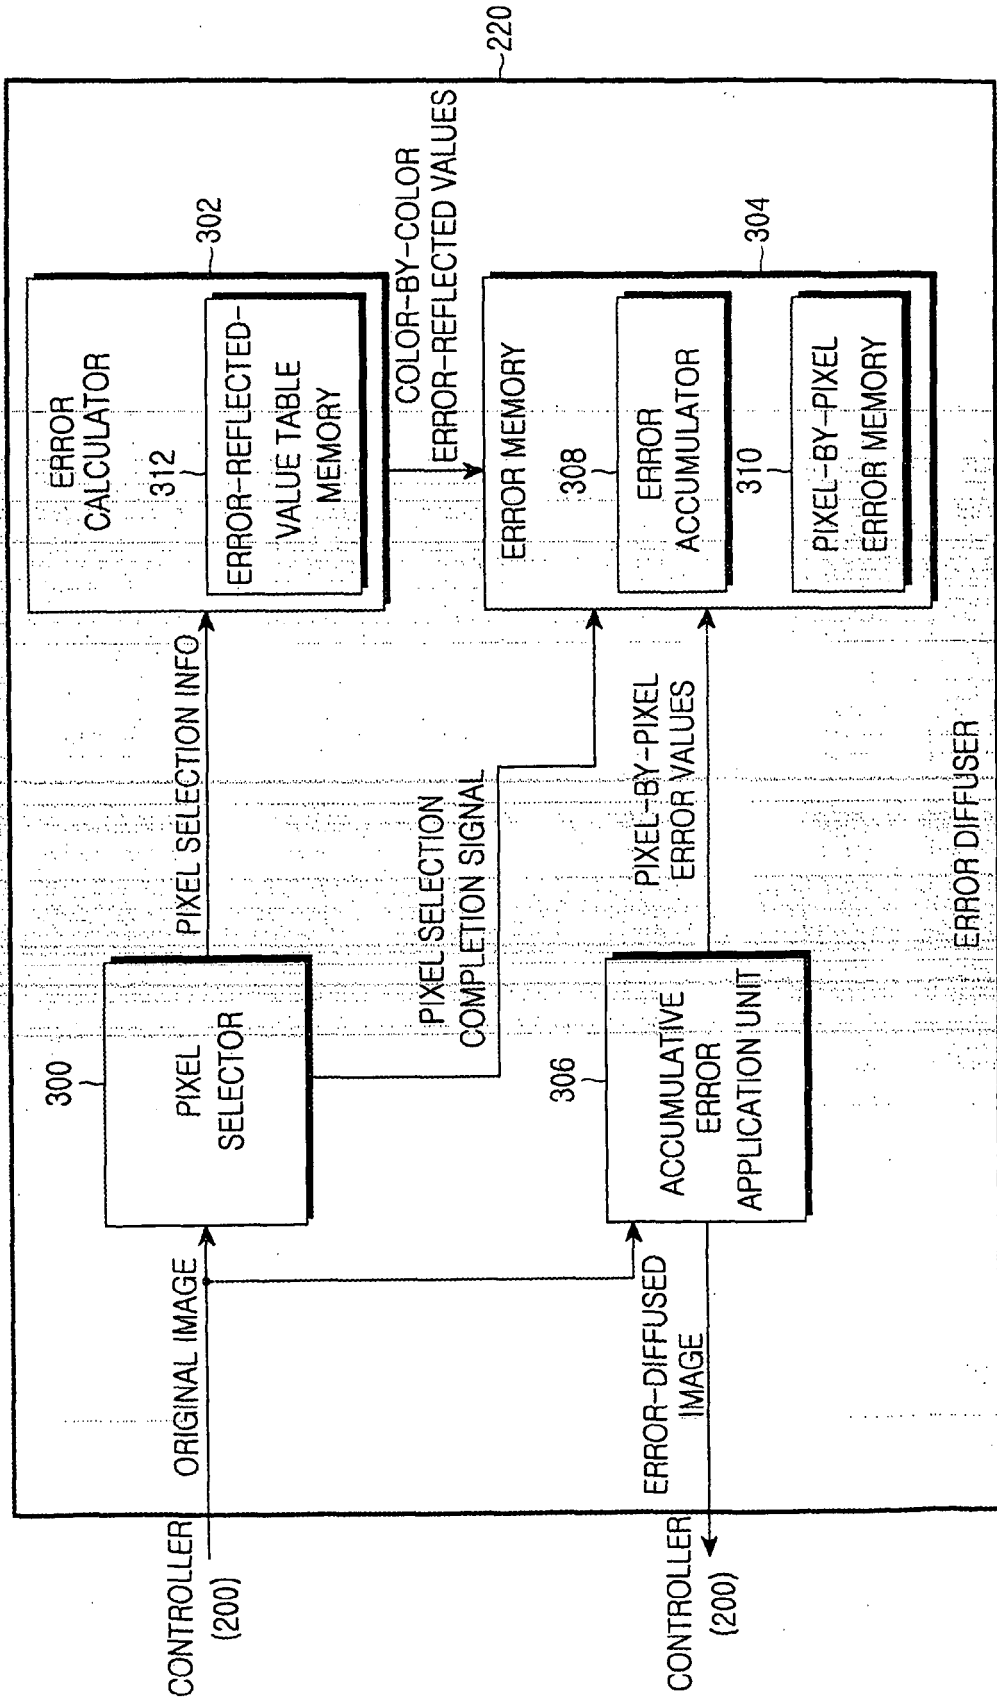 CONTROLLER
(200)
ORIGINAL IMAGE
300
PIXEL
SELECTOR
PIXEL SELECTION INFO
ERROR
CALCULATOR
302
312
ERROR-REFLECTED-
VALUE TABLE
MEMORY
COLOR-BY-COLOR
ERROR-REFLECTED VALUES
220
PIXEL SELECTION
COMPLETION SIGNAL
CONTROLLER
(200)
ERROR-DIFFUSED
IMAGE
306
ACCUMULATIVE
ERROR
APPLICATION UNIT
PIXEL-BY-PIXEL
ERROR VALUES
ERROR MEMORY
304
308
ERROR
ACCUMULATOR
310
PIXEL-BY-PIXEL
ERROR MEMORY
ERROR DIFFUSER